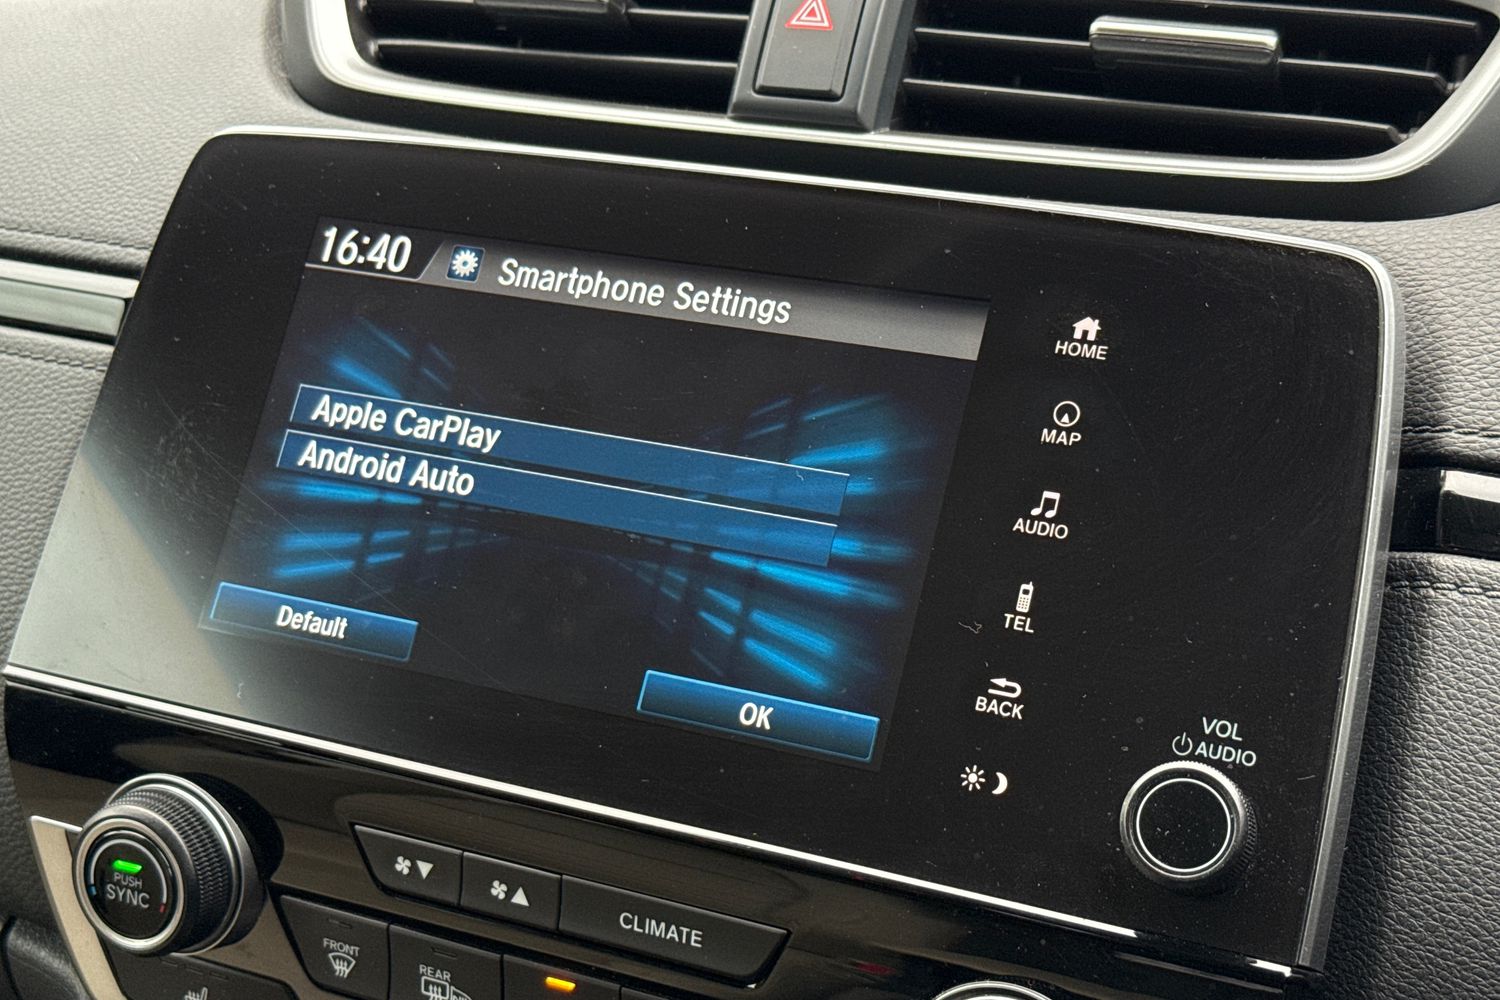 16:40 Smartphone Settings
Apple CarPlay
Android Auto
Default
OK
HOME
MAP
AUDIO
TEL
BACK
VOL
AUDIO
PUSH
SYNC
CLIMATE
FRONT
REAR